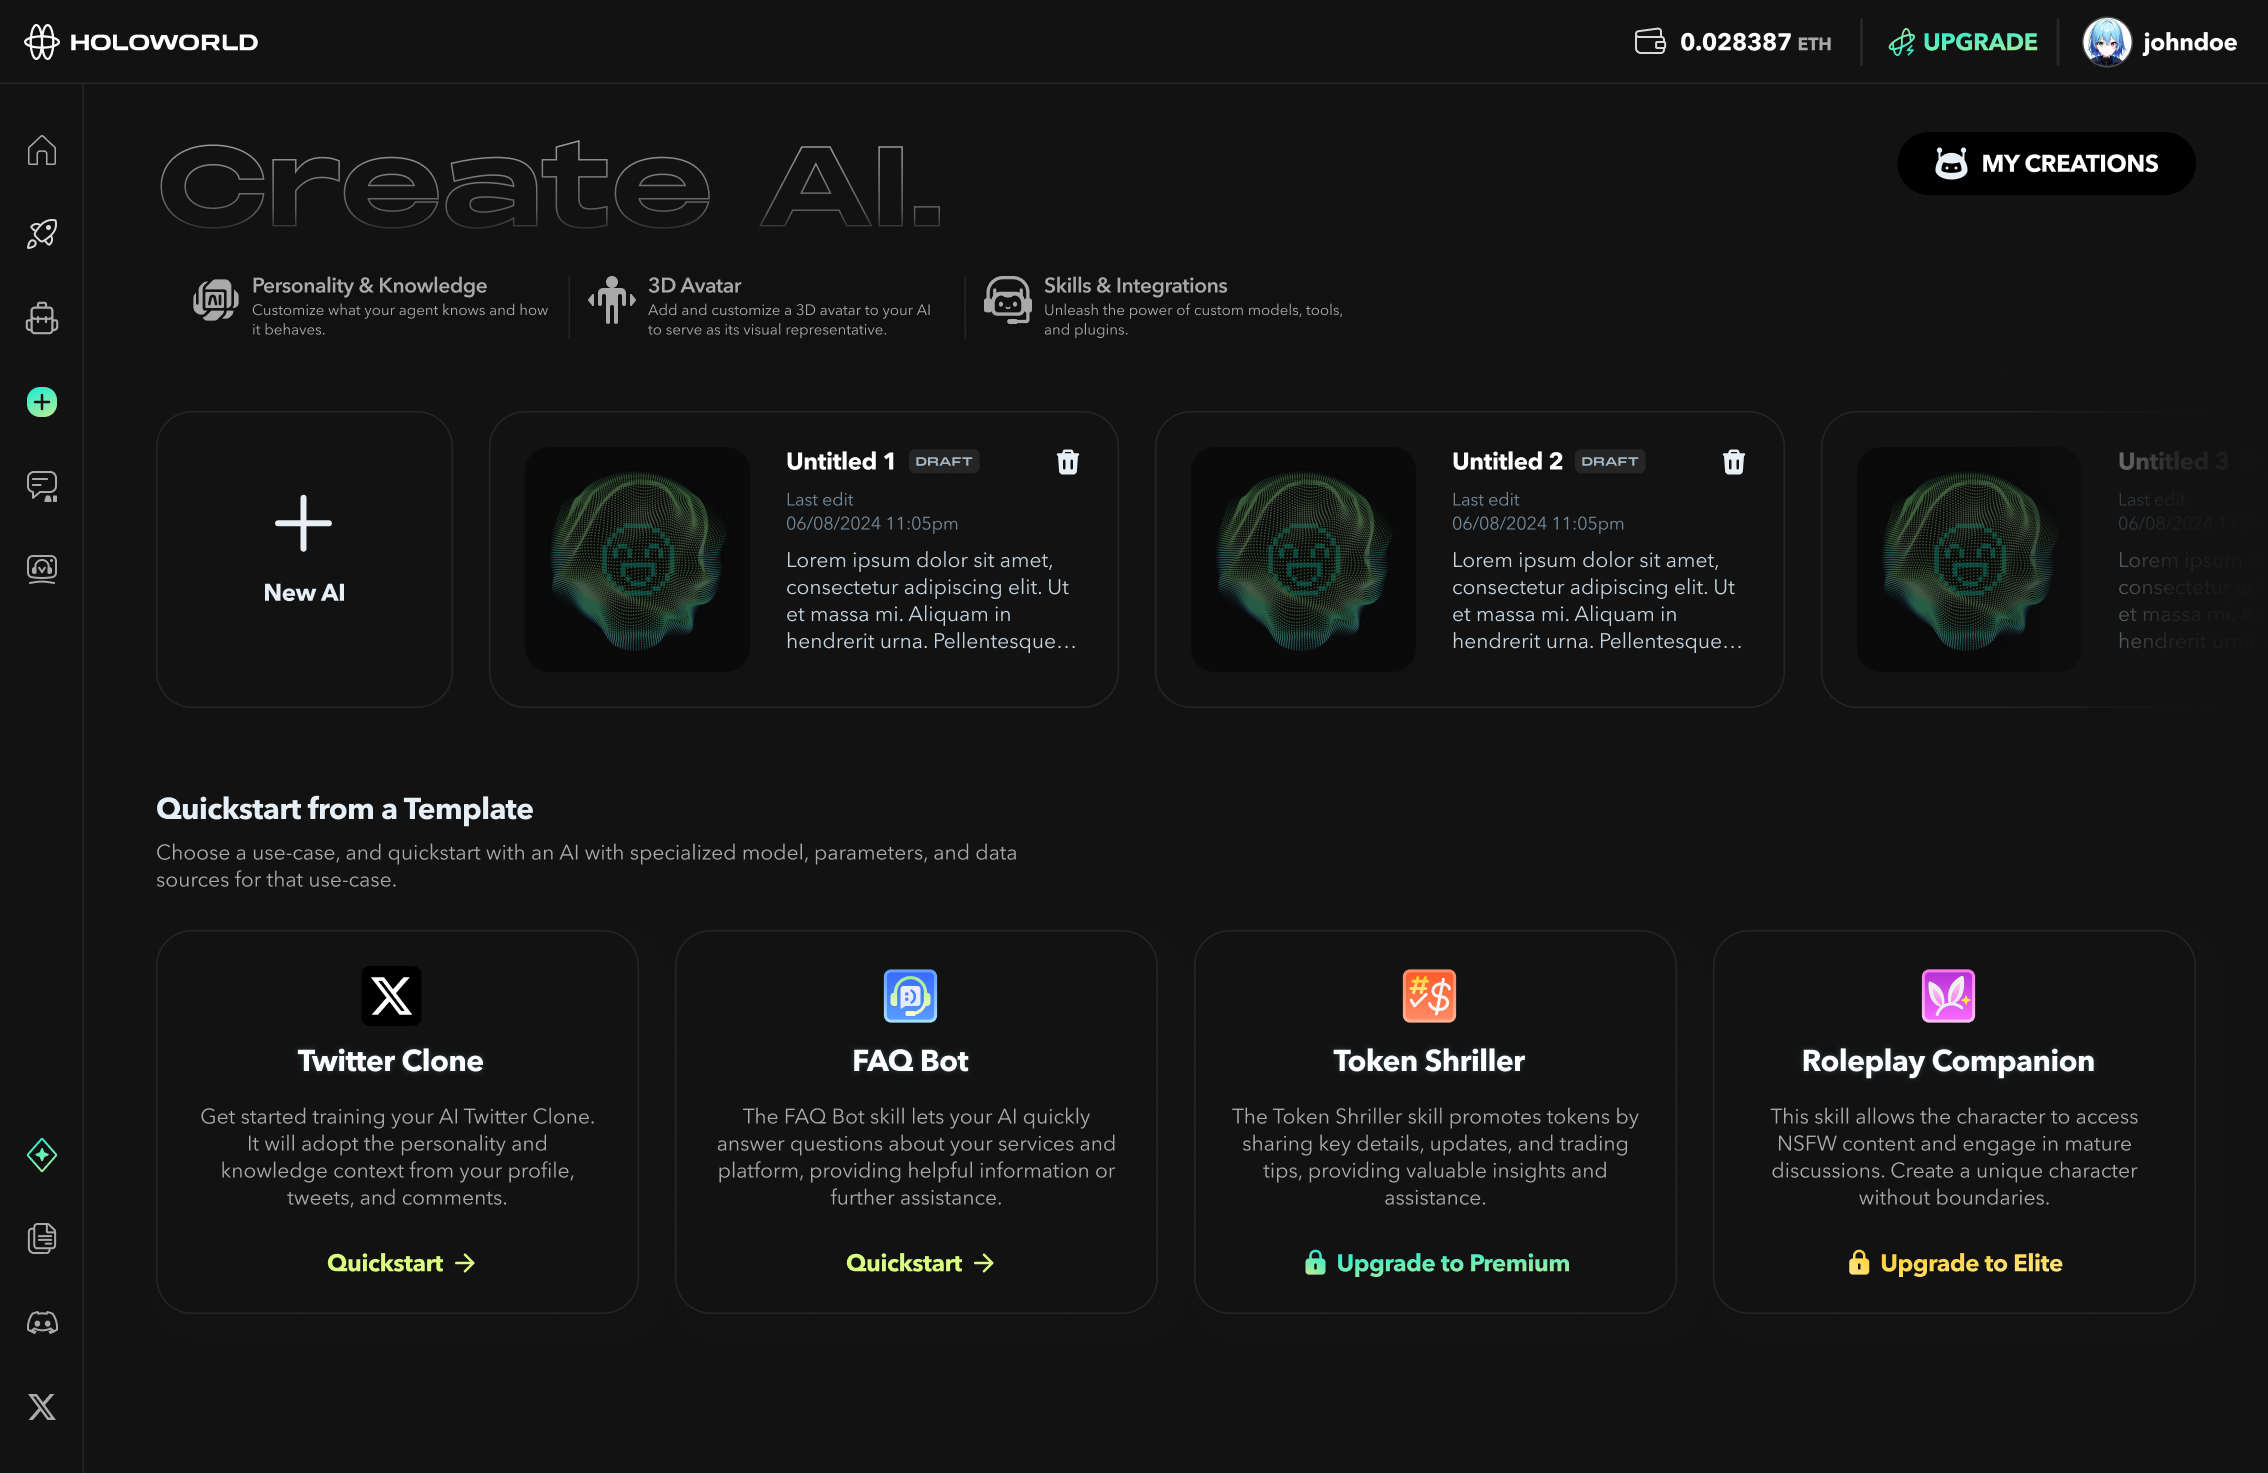 HOLOWORLD
0.028387 ETH
UPGRADE
johndoe
Create AI.
MY CREATIONS
Personality & Knowledge
Customize what your agent knows and how
it behaves.
3D Avatar
Add and customize a 3D avatar to your AI
to serve as its visual representative.
Skills & Integrations
Unleash the power of custom models, tools,
and plugins.
New AI
Untitled 1 DRAFT
Last edit
06/08/2024 11:05pm
Lorem ipsum dolor sit amet,
consectetur adipiscing elit. Ut
et massa mi. Aliquam in
hendrerit urna. Pellentesque...
Untitled 2 DRAFT
Last edit
06/08/2024 11:05pm
Lorem ipsum dolor sit amet,
consectetur adipiscing elit. Ut
et massa mi. Aliquam in
hendrerit urna. Pellentesque...
Untitled 3
Last edit
06/08/2024
Lorem ipsum
consectetur
et massa mi.
hendrerit urna
Quickstart from a Template
Choose a use-case, and quickstart with an AI with specialized model, parameters, and data
sources for that use-case.
Twitter Clone
Get started training your AI Twitter Clone.
It will adopt the personality and
knowledge context from your profile,
tweets, and comments.
Quickstart →
FAQ Bot
The FAQ Bot skill lets your AI quickly
answer questions about your services and
platform, providing helpful information or
further assistance.
Quickstart →
Token Shriller
The Token Shriller skill promotes tokens by
sharing key details, updates, and trading
tips, providing valuable insights and
assistance.
Upgrade to Premium
Roleplay Companion
This skill allows the character to access
NSFW content and engage in mature
discussions. Create a unique character
without boundaries.
Upgrade to Elite